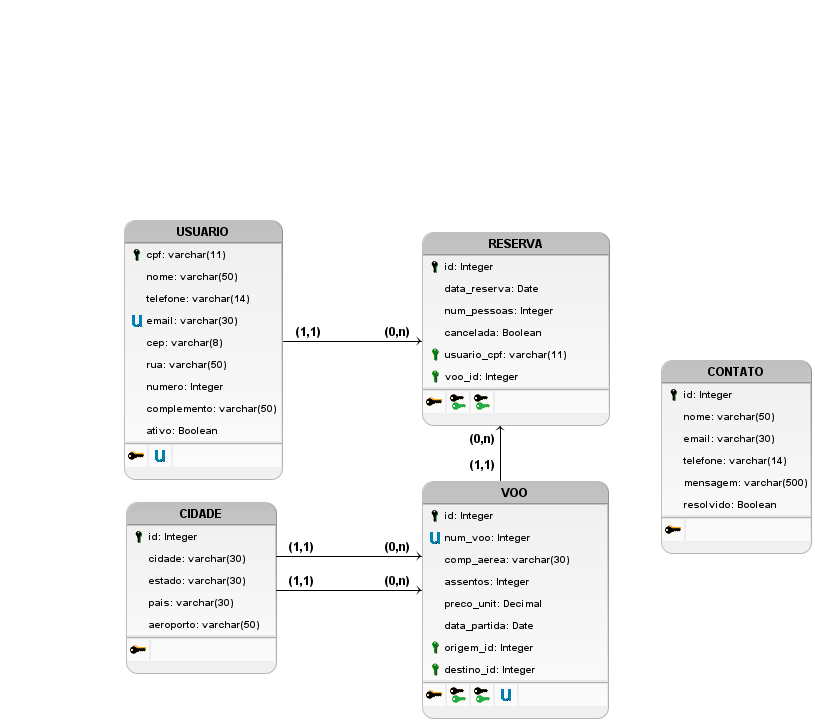 USUARIO
cpf: varchar(11)
nome: varchar(50)
telefone: varchar(14)
U email: varchar(30)
cep: varchar(8)
rua: varchar(50)
numero: Integer
complemento: varchar(50)
ativo: Boolean
U
(1,1) (0,n)
RESERVA
id: Integer
data_reserva: Date
num_pessoas: Integer
cancelada: Boolean
usuario_cpf: varchar(11)
voo_id: Integer
(0,n)
(1,1)
CONTATO
id: Integer
nome: varchar(50)
email: varchar(30)
telefone: varchar(14)
mensagem: varchar(500)
resolvido: Boolean
CIDADE
id: Integer
cidade: varchar(30)
estado: varchar(30)
pais: varchar(30)
aeroporto: varchar(50)
(1,1) (0,n)
(1,1) (0,n)
VOO
id: Integer
U num_voo: Integer
comp_aerea: varchar(30)
assentos: Integer
preco_unit: Decimal
data_partida: Date
origem_id: Integer
destino_id: Integer
U